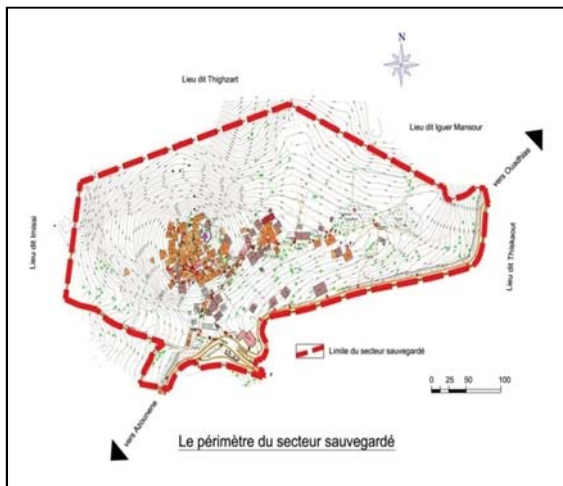 N
Lieu dit Thighzart
Lieu dit Iguer Mansour
vers Ouadhias
Lieu dit Imissi
Lieu dit Thiskaout
Limite du secteur sauvegardé
0 25 50 100
vers Azounene
Le périmètre du secteur sauvegardé